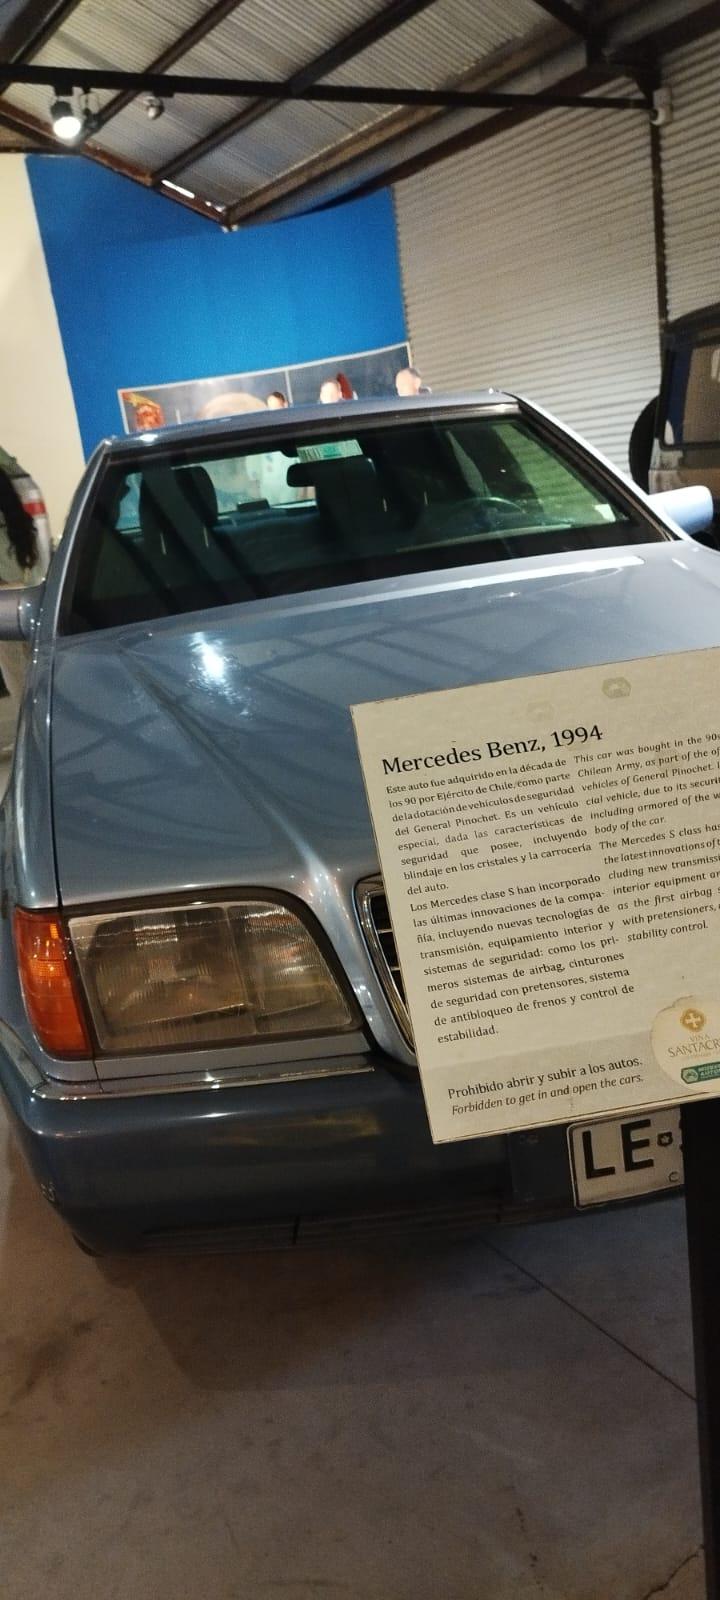 Mercedes Benz, 1994
Este auto fue adquirido en la década de
los 90 por Ejército de Chile, como parte
de la dotación de vehículos de seguridad
del General Pinochet. Es un vehículo
especial, dada las características de
seguridad que posee, incluyendo
blindaje en los cristales y la carrocería
del auto.
Los Mercedes clase S han incorporado
las últimas innovaciones de la compa-
ñía, incluyendo nuevas tecnologías de
transmisión, equipamiento interior y
sistemas de seguridad: como los pri-
meros sistemas de airbag, cinturones
de seguridad con pretensores, sistema
de antibloqueo de frenos y control de
estabilidad.
This car was bought in the 90s
Chilean Army, as part of the of
vehicles of General Pinochet.
cial vehicle, due to its securi
including armored of the w
body of the car.
The Mercedes S class has
the latest innovations of t
cluding new transmissi
interior equipment an
as the first airbag s
with pretensioners,
stability control.
Prohibido abrir y subir a los autos.
Forbidden to get in and open the cars.
VIÑA
SANTACR
LE